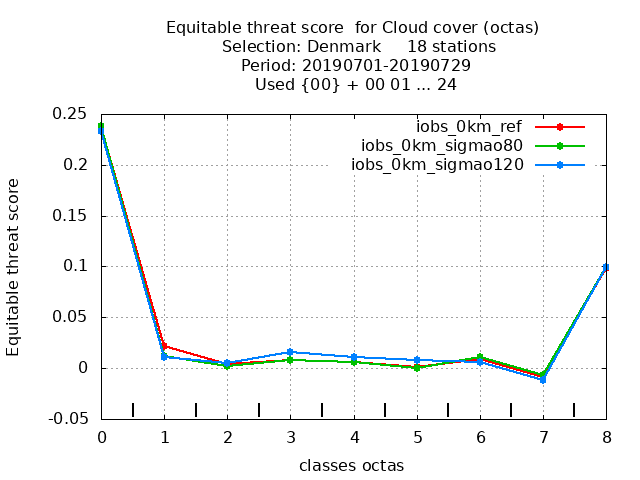 Equitable threat score  for Cloud cover (octas)
Selection: Denmark     18 stations
Period: 20190701-20190729
Used {00} + 00 01 ... 24
iobs_0km_ref
iobs_0km_sigmao80
iobs_0km_sigmao120
Equitable threat score
0.25
0.2
0.15
0.1
0.05
0
-0.05
0 1 2 3 4 5 6 7 8
classes octas